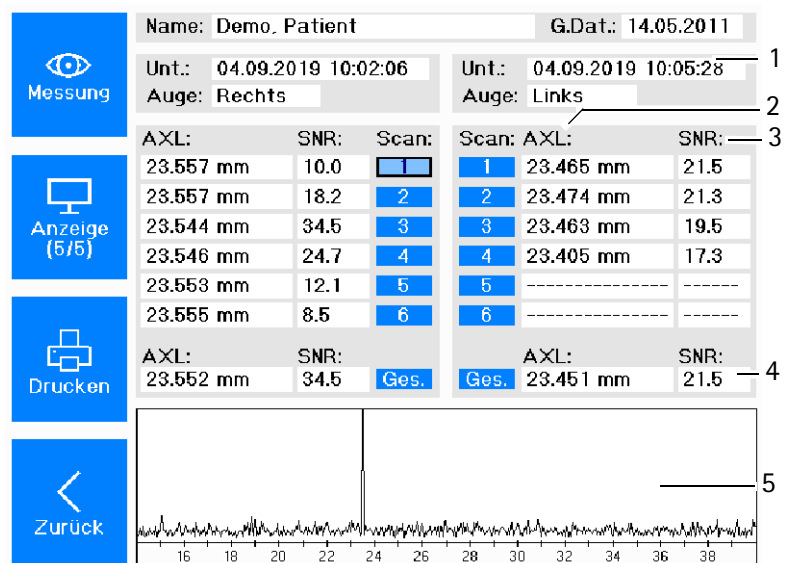 Name: Demo, Patient G.Dat.: 14.05.2011
Messung
Unt.: 04.09.2019 10:02:06
Auge: Rechts
Unt.: 04.09.2019 10:05:28
Auge: Links
1
2
3
Anzeige
(5/5)
AXL: SNR: Scan:
23.557 mm 10.0 1
23.557 mm 18.2 2
23.544 mm 34.5 3
23.546 mm 24.7 4
23.553 mm 12.1 5
23.555 mm 8.5 6
AXL: SNR:
23.552 mm 34.5 Ges.
Scan: AXL: SNR:
1 23.465 mm 21.5
2 23.474 mm 21.3
3 23.463 mm 19.5
4 23.405 mm 17.3
5 --------------- ------
6 --------------- ------
AXL: SNR:
Ges. 23.451 mm 21.5
4
Drucken
5
Zurück
16 18 20 22 24 26 28 30 32 34 36 38